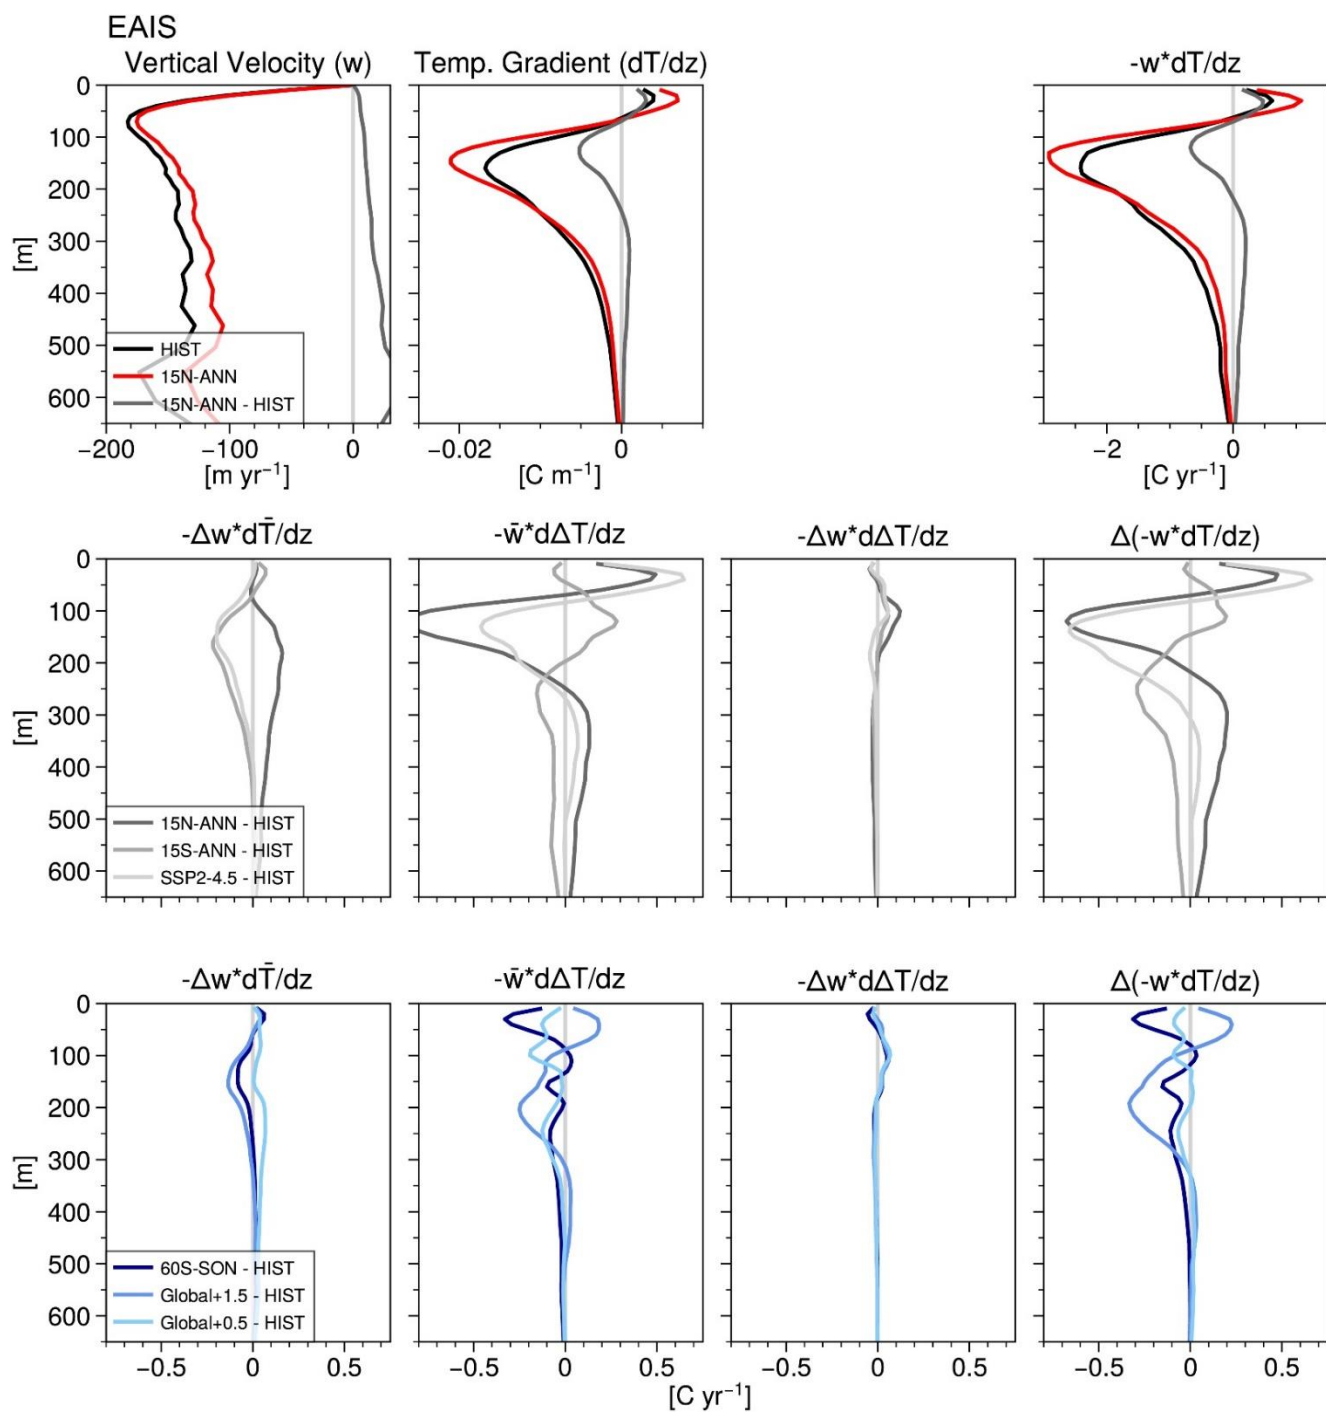 EAIS
Vertical Velocity (w)
Temp. Gradient (dT/dz)
-w*dT/dz
0
100
200
300
400
500
600
[m]
HIST
15N-ANN
15N-ANN - HIST
−200
−100
0
[m yr⁻¹]
−0.02
0
[C m⁻¹]
−2
0
[C yr⁻¹]
-Δw*dT̄/dz
-w̄*dΔT/dz
-Δw*dΔT/dz
Δ(-w*dT/dz)
0
100
200
300
400
500
600
[m]
15N-ANN - HIST
15S-ANN - HIST
SSP2-4.5 - HIST
-Δw*dT̄/dz
-w̄*dΔT/dz
-Δw*dΔT/dz
Δ(-w*dT/dz)
0
100
200
300
400
500
600
[m]
60S-SON - HIST
Global+1.5 - HIST
Global+0.5 - HIST
−0.5
0
0.5
−0.5
0
0.5
−0.5
0
0.5
−0.5
0
0.5
[C yr⁻¹]